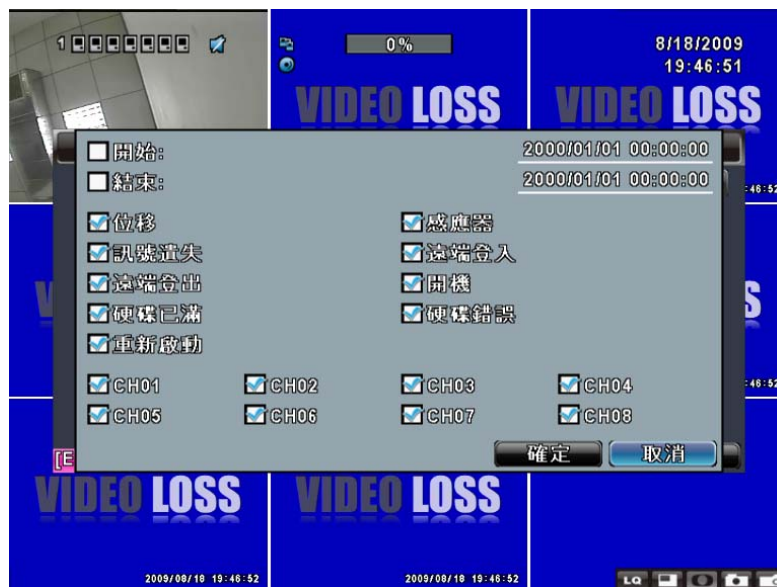 1
0%
8/18/2009
19:46:51
VIDEO LOSS
VIDEO LOSS
開始:
2000/01/01 00:00:00
結束:
2000/01/01 00:00:00
:46:52
位移
感應器
訊號遺失
遠端登入
遠端登出
開機
硬碟已滿
硬碟錯誤
重新啟動
CH01 CH02 CH03 CH04
:46:52
CH05 CH06 CH07 CH08
確定 取消
[E
VIDEO LOSS
VIDEO LOSS
2009/08/18 19:46:52
2009/08/18 19:46:52
LQ